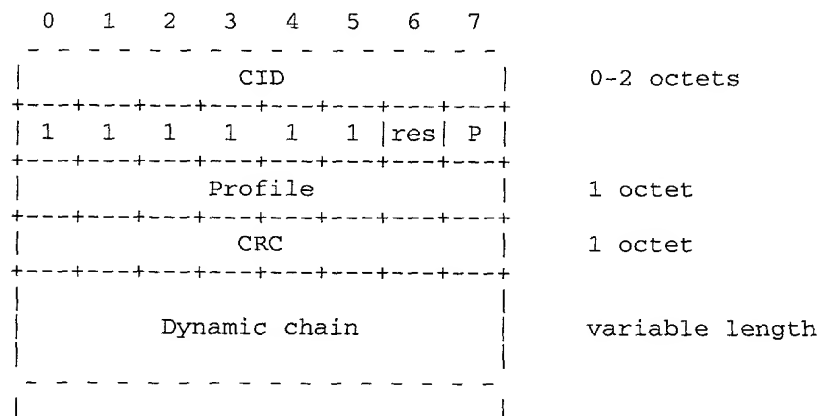 0 1 2 3 4 5 6 7
CID 0-2 octets
1 1 1 1 1 1 |res| P
Profile 1 octet
CRC 1 octet
Dynamic chain variable length